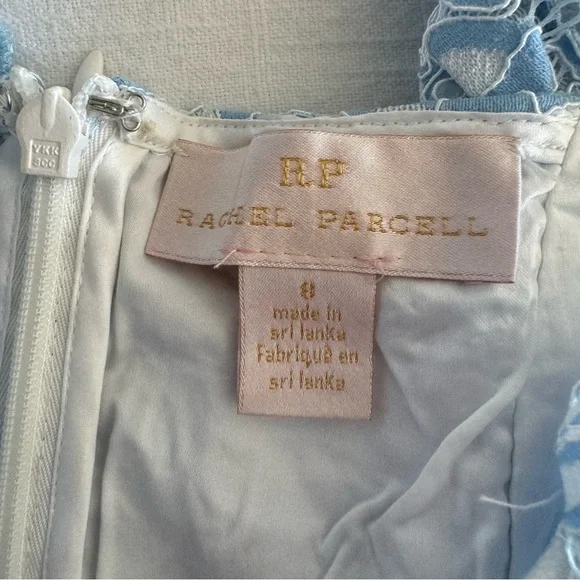 YKK
RP
RACHEL PARCELL
8
made in
sri lanka
Fabriqué en
sri lanka